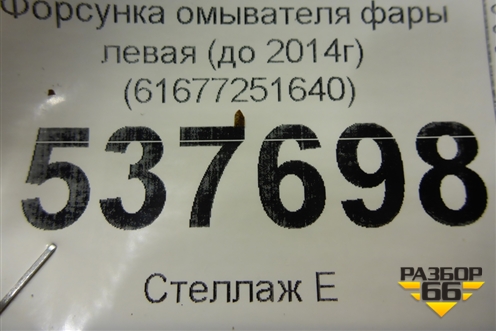 Форсунка омывателя фары
левая (до 2014г)
(61677251640)
537698
Стеллаж Е
РАЗБОР
66